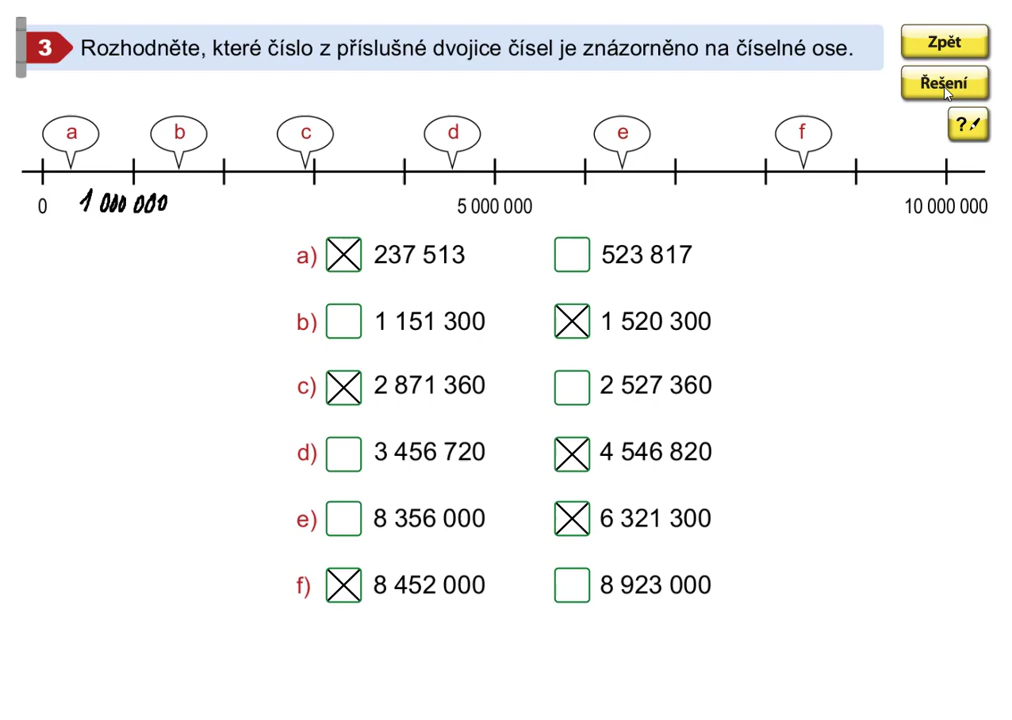 3 Rozhodněte, které číslo z příslušné dvojice čísel je znázorněno na číselné ose.
Zpět
Řešení
?
a b c d e f
0 1 000 000 5 000 000 10 000 000
a) 237 513 523 817
b) 1 151 300 1 520 300
c) 2 871 360 2 527 360
d) 3 456 720 4 546 820
e) 8 356 000 6 321 300
f) 8 452 000 8 923 000